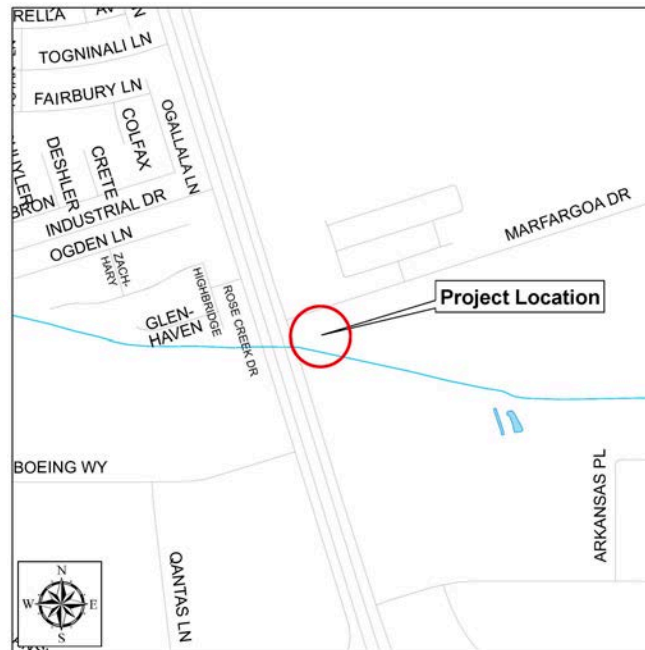 RELLA
TOGNINALI LN
FAIRBURY LN
COLFAX
OGALLALA LN
DESHLER
CRETE
BRON
INDUSTRIAL DR
OGDEN LN
ZACH-
HARY
HIGHBRIDGE
GLEN-
HAVEN
ROSE CREEK DR
MARFARGOA DR
Project Location
BOEING WY
QANTAS LN
ARKANSAS PL
N
W
E
S